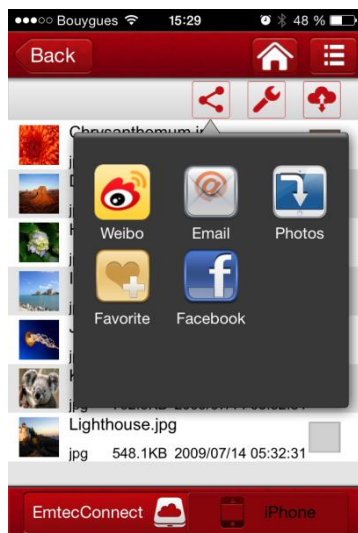 Bouygues 15:29 48 %
Back
Weibo Email Photos
Favorite Facebook
Lighthouse.jpg
jpg 548.1KB 2009/07/14 05:32:31
EmtecConnect iPhone